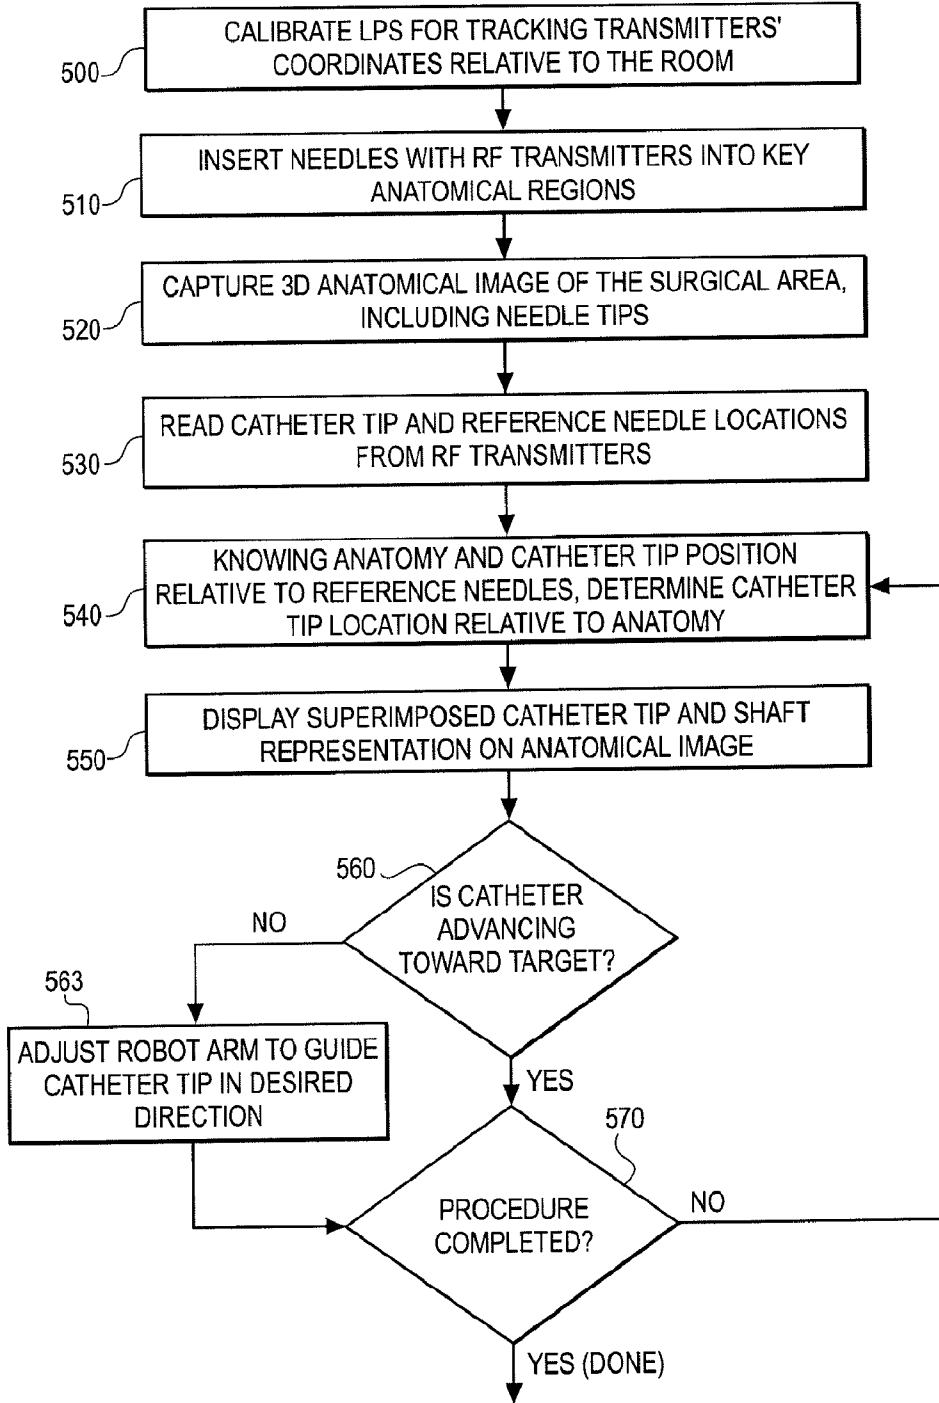 CALIBRATE LPS FOR TRACKING TRANSMITTERS'
COORDINATES RELATIVE TO THE ROOM
500
INSERT NEEDLES WITH RF TRANSMITTERS INTO KEY
ANATOMICAL REGIONS
510
CAPTURE 3D ANATOMICAL IMAGE OF THE SURGICAL AREA,
INCLUDING NEEDLE TIPS
520
READ CATHETER TIP AND REFERENCE NEEDLE LOCATIONS
FROM RF TRANSMITTERS
530
KNOWING ANATOMY AND CATHETER TIP POSITION
RELATIVE TO REFERENCE NEEDLES, DETERMINE CATHETER
TIP LOCATION RELATIVE TO ANATOMY
540
DISPLAY SUPERIMPOSED CATHETER TIP AND SHAFT
REPRESENTATION ON ANATOMICAL IMAGE
550
560
IS CATHETER
ADVANCING
TOWARD TARGET?
NO
563
ADJUST ROBOT ARM TO GUIDE
CATHETER TIP IN DESIRED
DIRECTION
YES
570
PROCEDURE
COMPLETED?
NO
YES (DONE)